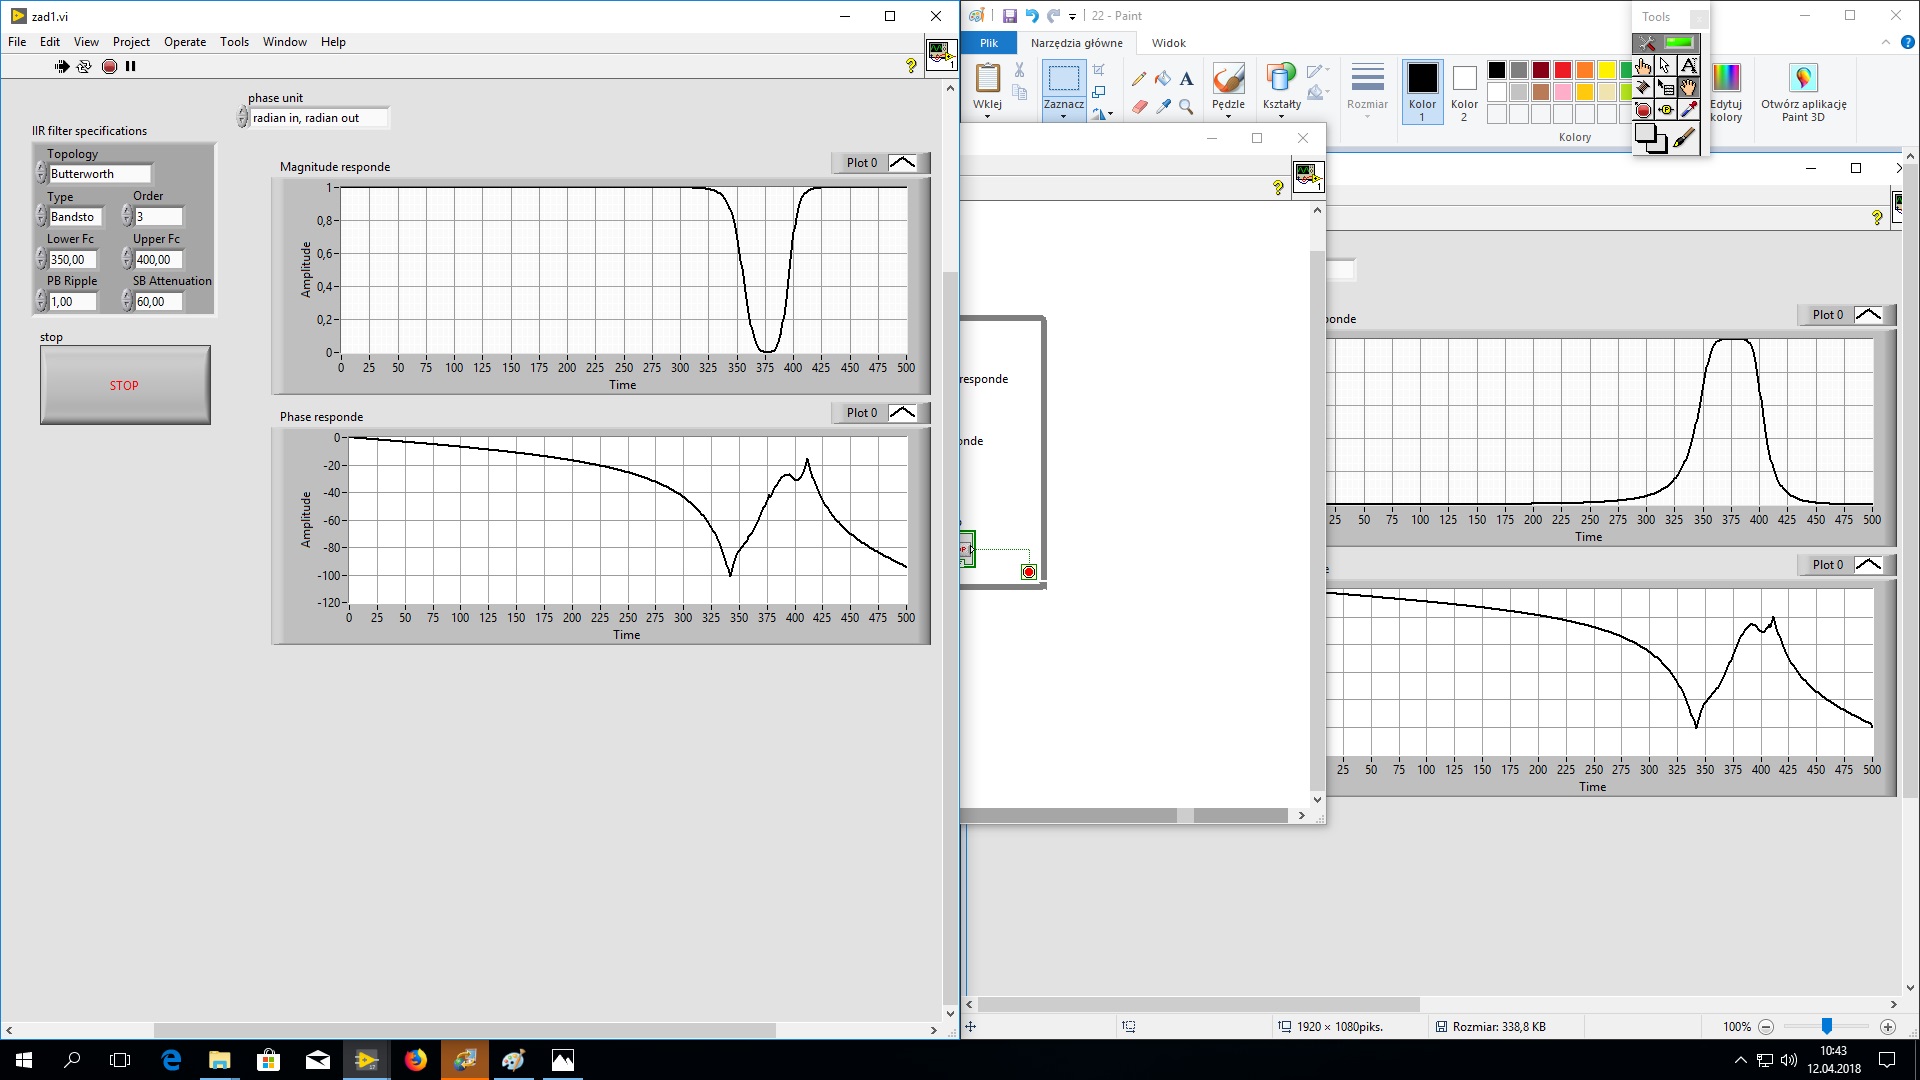 zad1.vi
File Edit View Project Operate Tools Window Help
1
phase unit
radian in, radian out
IIR filter specifications
Topology
Butterworth
Type Order
Bandsto 3
Lower Fc Upper Fc
350,00 400,00
PB Ripple SB Attenuation
1,00 60,00
stop
STOP
Magnitude responde
Plot 0
Amplitude
1
0,8
0,6
0,4
0,2
0
0 25 50 75 100 125 150 175 200 225 250 275 300 325 350 375 400 425 450 475 500
Time
Phase responde
Plot 0
Amplitude
0
-20
-40
-60
-80
-100
-120
0 25 50 75 100 125 150 175 200 225 250 275 300 325 350 375 400 425 450 475 500
Time
22 - Paint
Plik Narzędzia główne Widok
Wklej
Zaznacz
A
Pędzle
Kształty
Rozmiar
Kolor
1
Kolor
2
Edytuj
kolory
Otwórz aplikację
Paint 3D
Kolory
Tools
A
1
responde
onde
onde
Plot 0
25 50 75 100 125 150 175 200 225 250 275 300 325 350 375 400 425 450 475 500
Time
Plot 0
25 50 75 100 125 150 175 200 225 250 275 300 325 350 375 400 425 450 475 500
Time
1920 × 1080piks.
Rozmiar: 338,8 KB
100%
10:43
12.04.2018